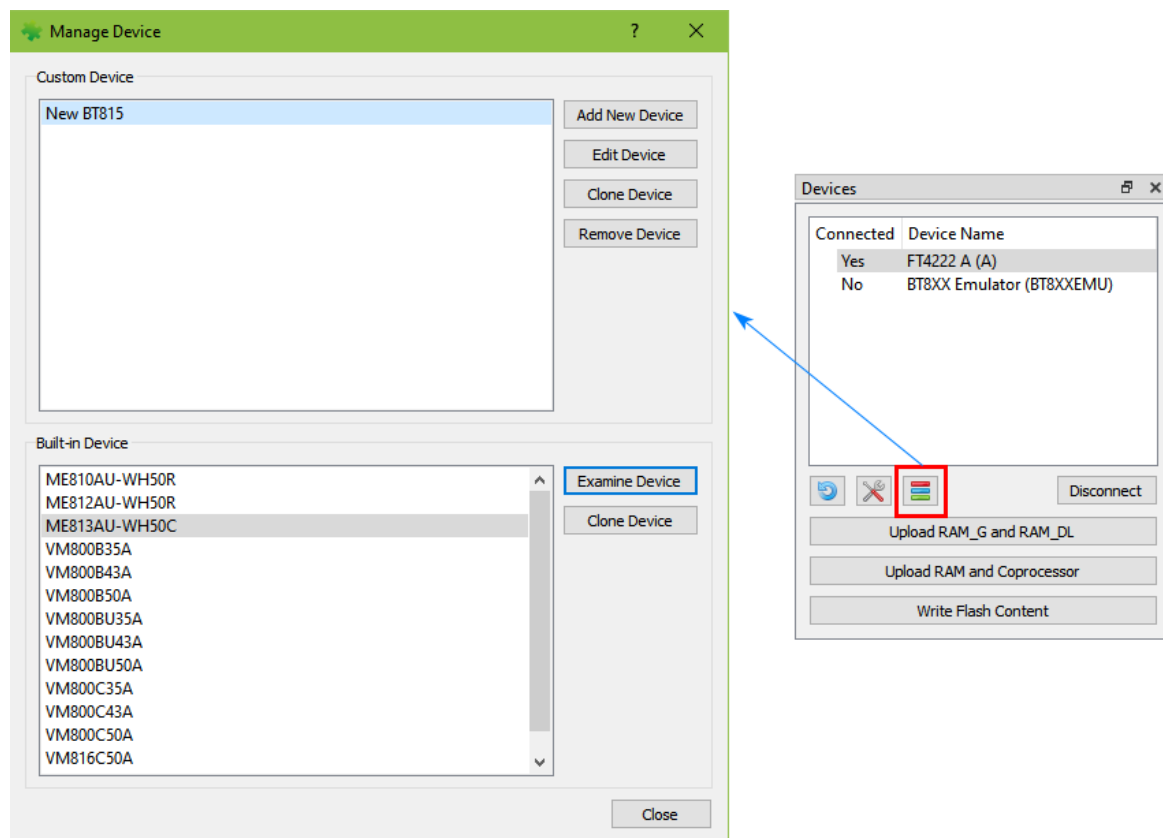 Manage Device
?
Custom Device
New BT815
Add New Device
Edit Device
Clone Device
Remove Device
Built-in Device
ME810AU-WH50R
ME812AU-WH50R
ME813AU-WH50C
VM800B35A
VM800B43A
VM800B50A
VM800BU35A
VM800BU43A
VM800BU50A
VM800C35A
VM800C43A
VM800C50A
VM816C50A
Examine Device
Clone Device
Close
Devices
Connected Device Name
Yes FT4222 A (A)
No BT8XX Emulator (BT8XXEMU)
Disconnect
Upload RAM_G and RAM_DL
Upload RAM and Coprocessor
Write Flash Content